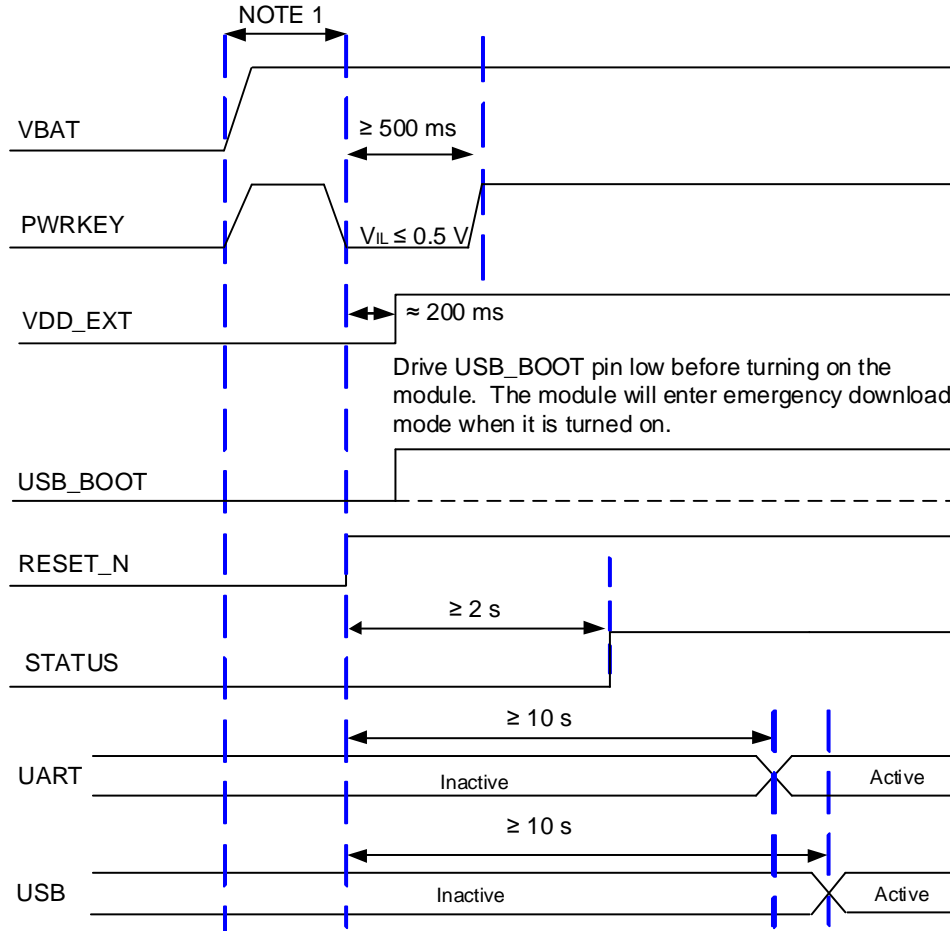 NOTE 1
VBAT
≥ 500 ms
PWRKEY
VIL ≤ 0.5 V
VDD_EXT
≈ 200 ms
Drive USB_BOOT pin low before turning on the
module. The module will enter emergency download
mode when it is turned on.
USB_BOOT
RESET_N
≥ 2 s
STATUS
≥ 10 s
UART
Inactive
Active
≥ 10 s
USB
Inactive
Active